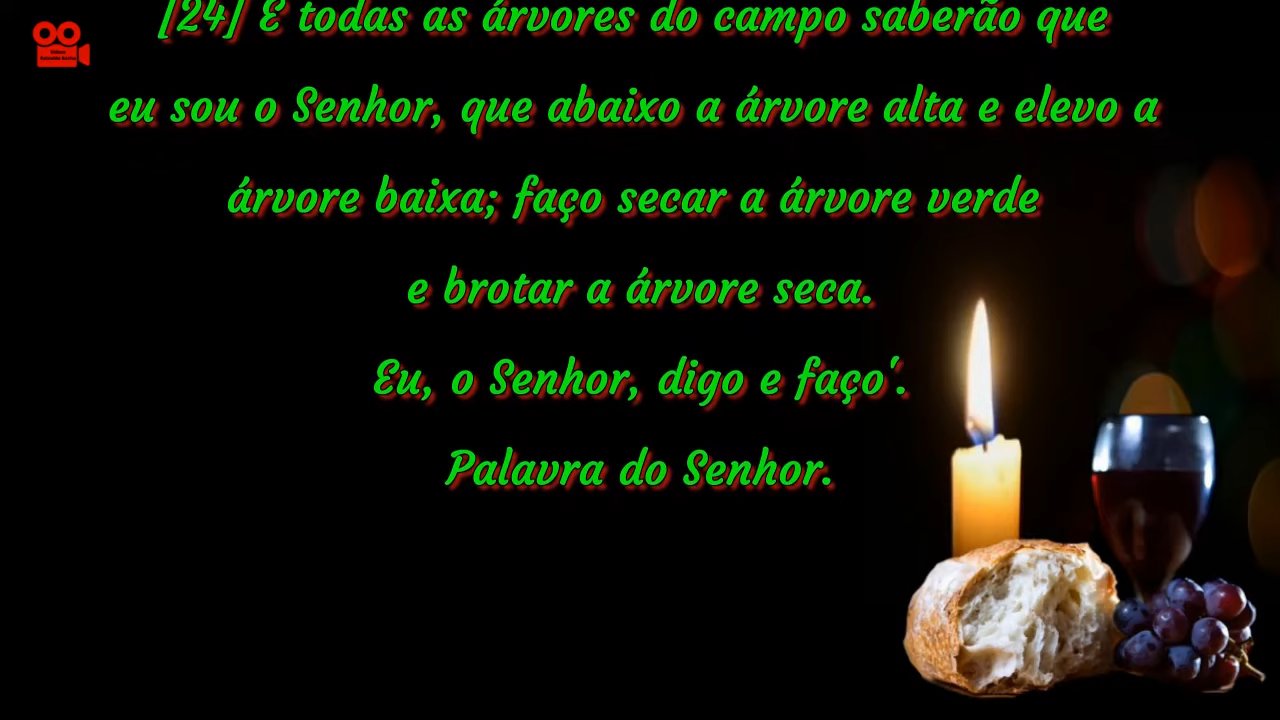 [24] E todas as árvores do campo saberão que
eu sou o Senhor, que abaixo a árvore alta e elevo a
árvore baixa; faço secar a árvore verde
e brotar a árvore seca.
Eu, o Senhor, digo e faço'.
Palavra do Senhor.